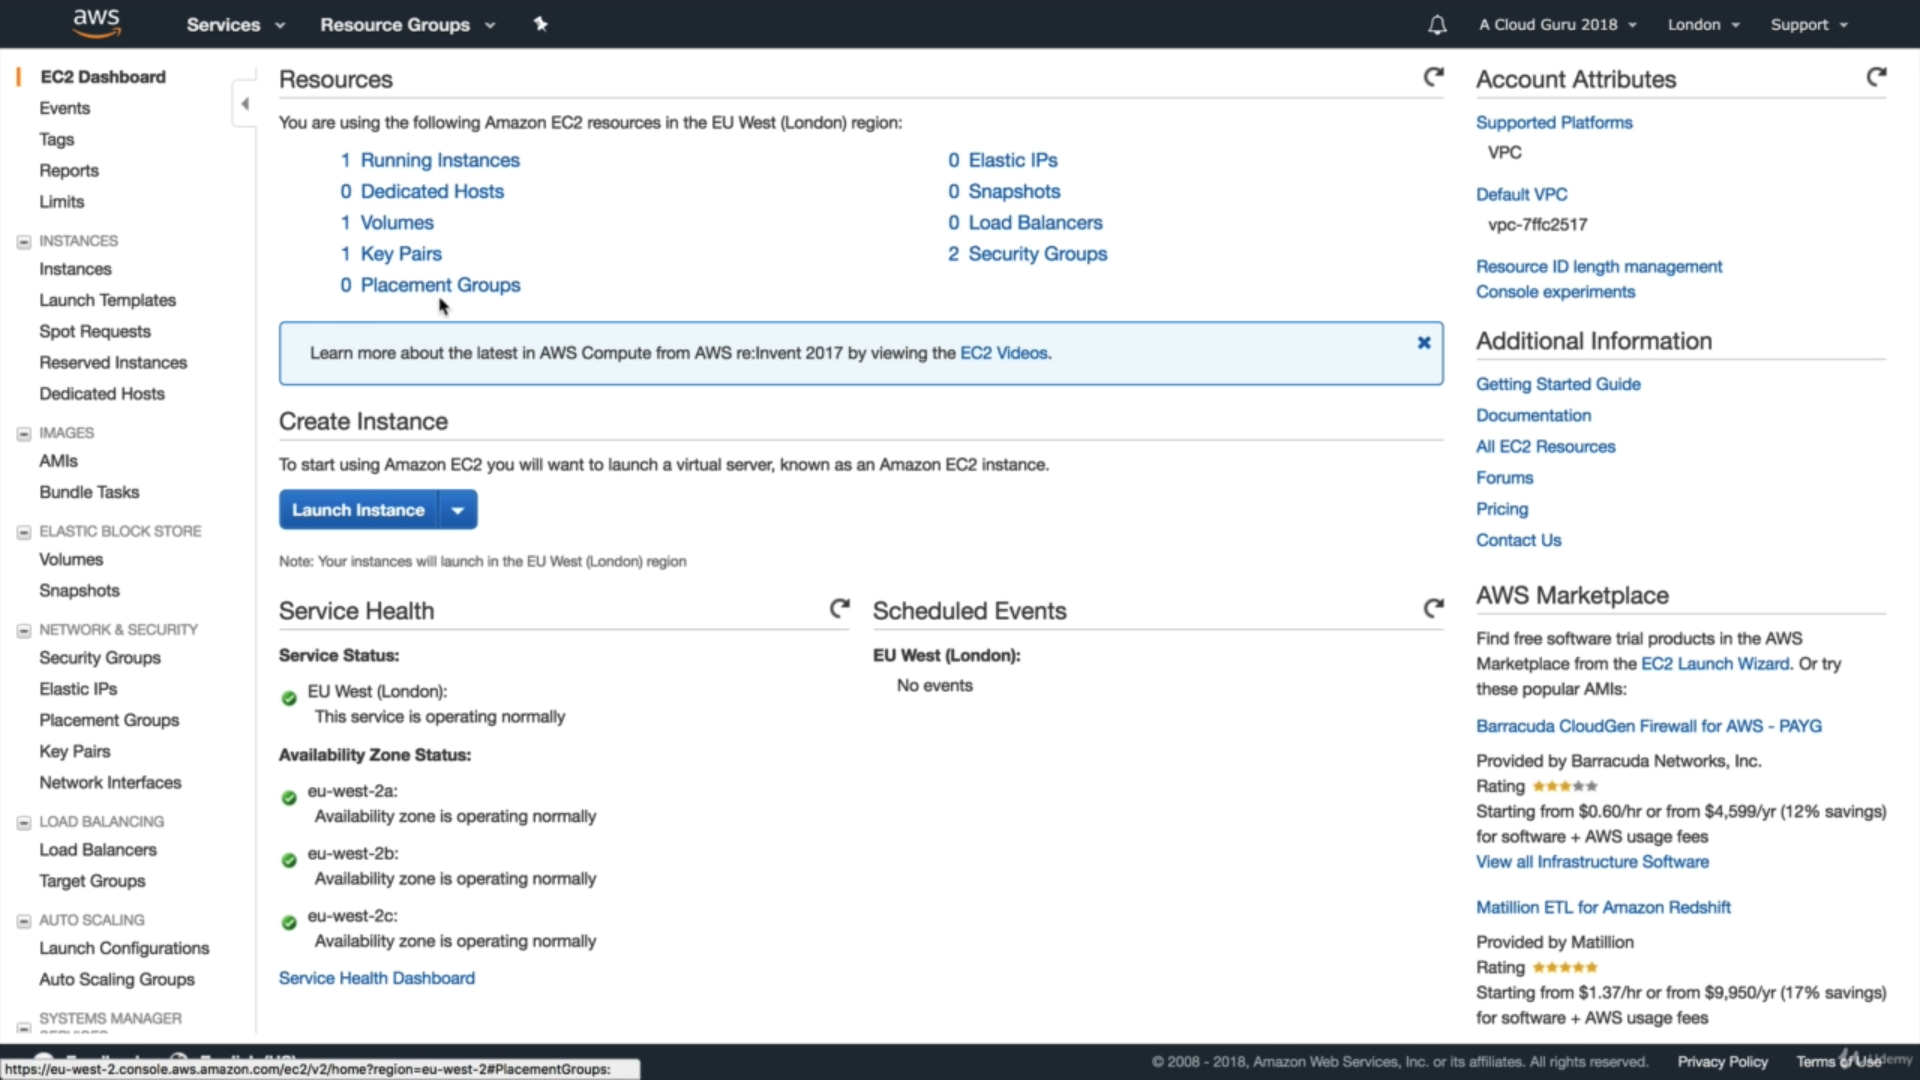 aws
Services
Resource Groups
A Cloud Guru 2018
London
Support
EC2 Dashboard
Events
Tags
Reports
Limits
INSTANCES
Instances
Launch Templates
Spot Requests
Reserved Instances
Dedicated Hosts
IMAGES
AMIs
Bundle Tasks
ELASTIC BLOCK STORE
Volumes
Snapshots
NETWORK & SECURITY
Security Groups
Elastic IPs
Placement Groups
Key Pairs
Network Interfaces
LOAD BALANCING
Load Balancers
Target Groups
AUTO SCALING
Launch Configurations
Auto Scaling Groups
SYSTEMS MANAGER
Resources
You are using the following Amazon EC2 resources in the EU West (London) region:
1 Running Instances
0 Dedicated Hosts
1 Volumes
1 Key Pairs
0 Placement Groups
0 Elastic IPs
0 Snapshots
0 Load Balancers
2 Security Groups
Learn more about the latest in AWS Compute from AWS re:Invent 2017 by viewing the EC2 Videos.
Create Instance
To start using Amazon EC2 you will want to launch a virtual server, known as an Amazon EC2 instance.
Launch Instance
Note: Your instances will launch in the EU West (London) region
Service Health
Service Status:
EU West (London):
This service is operating normally
Availability Zone Status:
eu-west-2a:
Availability zone is operating normally
eu-west-2b:
Availability zone is operating normally
eu-west-2c:
Availability zone is operating normally
Service Health Dashboard
Scheduled Events
EU West (London):
No events
Account Attributes
Supported Platforms
VPC
Default VPC
vpc-7ffc2517
Resource ID length management
Console experiments
Additional Information
Getting Started Guide
Documentation
All EC2 Resources
Forums
Pricing
Contact Us
AWS Marketplace
Find free software trial products in the AWS
Marketplace from the EC2 Launch Wizard. Or try
these popular AMIs:
Barracuda CloudGen Firewall for AWS - PAYG
Provided by Barracuda Networks, Inc.
Rating
Starting from $0.60/hr or from $4,599/yr (12% savings)
for software + AWS usage fees
View all Infrastructure Software
Matillion ETL for Amazon Redshift
Provided by Matillion
Rating
Starting from $1.37/hr or from $9,950/yr (17% savings)
for software + AWS usage fees
https://eu-west-2.console.aws.amazon.com/ec2/v2/home?region=eu-west-2#PlacementGroups:
© 2008 - 2018, Amazon Web Services, Inc. or its affiliates. All rights reserved.
Privacy Policy
Terms of Use
Udemy